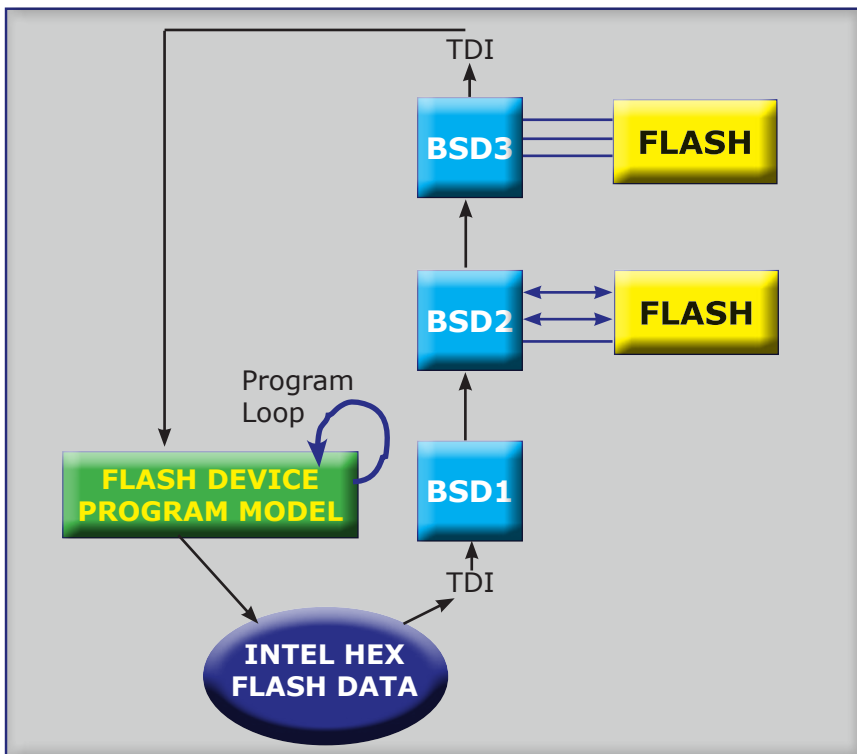 TDI
BSD3
FLASH
BSD2
FLASH
Program
Loop
FLASH DEVICE
PROGRAM MODEL
BSD1
TDI
INTEL HEX
FLASH DATA